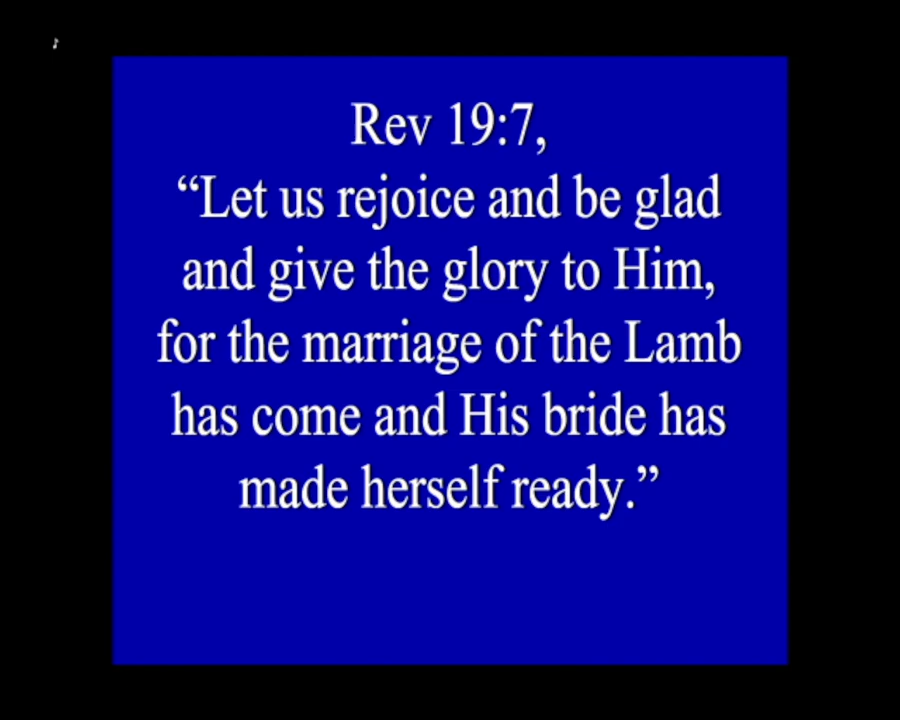 Rev 19:7,
“Let us rejoice and be glad
and give the glory to Him,
for the marriage of the Lamb
has come and His bride has
made herself ready.”